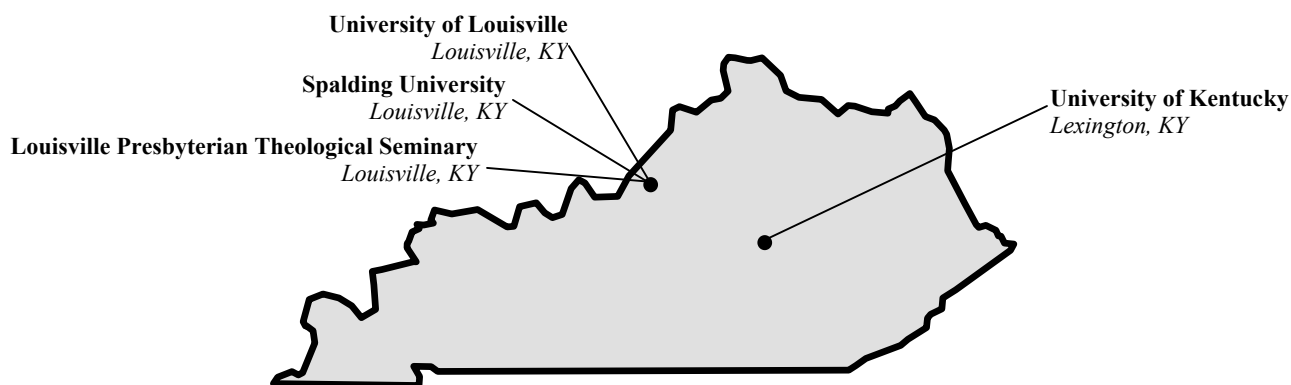 University of Louisville
Louisville, KY
Spalding University
Louisville, KY
Louisville Presbyterian Theological Seminary
Louisville, KY
University of Kentucky
Lexington, KY